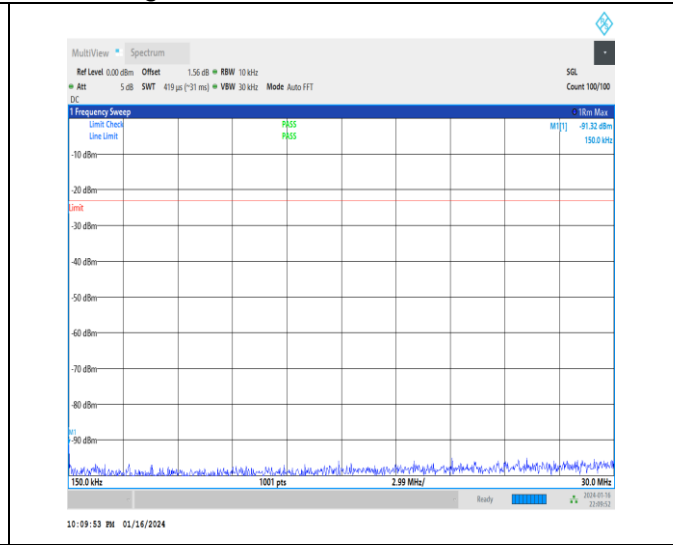 MultiView Spectrum
Ref Level 0.00 dBm Offset 1.56 dB RBW 10 kHz SGL
Att 5 dB SWT 419 µs (~31 ms) VBW 30 kHz Mode Auto FFT Count 100/100
DC
1 Frequency Sweep 1Rm Max
Limit Check PASS M1[1] -91.32 dBm
Line Limit PASS 150.0 kHz
-10 dBm
-20 dBm
Limit
-30 dBm
-40 dBm
-50 dBm
-60 dBm
-70 dBm
-80 dBm
M1
-90 dBm
150.0 kHz 1001 pts 2.99 MHz/ 30.0 MHz
Ready 2024-01-16
22:09:52
10:09:53 PM 01/16/2024